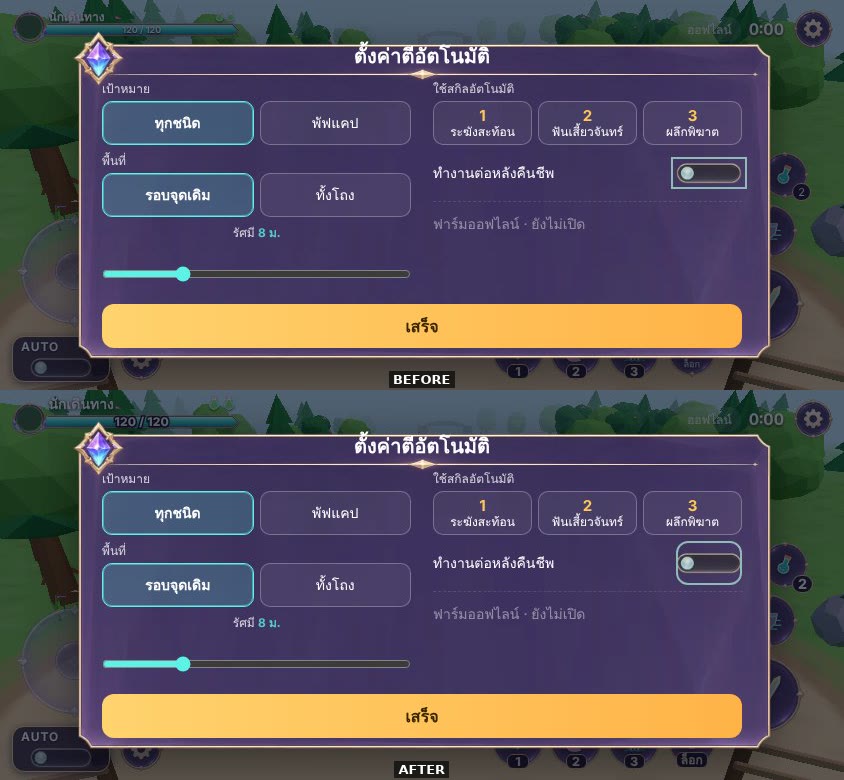 นักเดินทาง
120 / 120
ออฟไลน์
0:00
ตั้งค่าตีอัตโนมัติ
เป้าหมาย
ทุกชนิด
พัฟแคป
พื้นที่
รอบจุดเดิม
ทั้งโถง
รัศมี 8 ม.
ใช้สกิลอัตโนมัติ
1
ระฆังสะท้อน
2
ฟันเสี้ยวจันทร์
3
ผลึกพิฆาต
ทำงานต่อหลังคืนชีพ
ฟาร์มออฟไลน์ · ยังไม่เปิด
เสร็จ
2
AUTO
1
2
3
ล็อก
BEFORE
นักเดินทาง
120 / 120
ออฟไลน์
0:00
ตั้งค่าตีอัตโนมัติ
เป้าหมาย
ทุกชนิด
พัฟแคป
พื้นที่
รอบจุดเดิม
ทั้งโถง
รัศมี 8 ม.
ใช้สกิลอัตโนมัติ
1
ระฆังสะท้อน
2
ฟันเสี้ยวจันทร์
3
ผลึกพิฆาต
ทำงานต่อหลังคืนชีพ
ฟาร์มออฟไลน์ · ยังไม่เปิด
เสร็จ
2
AUTO
1
2
3
ล็อก
AFTER